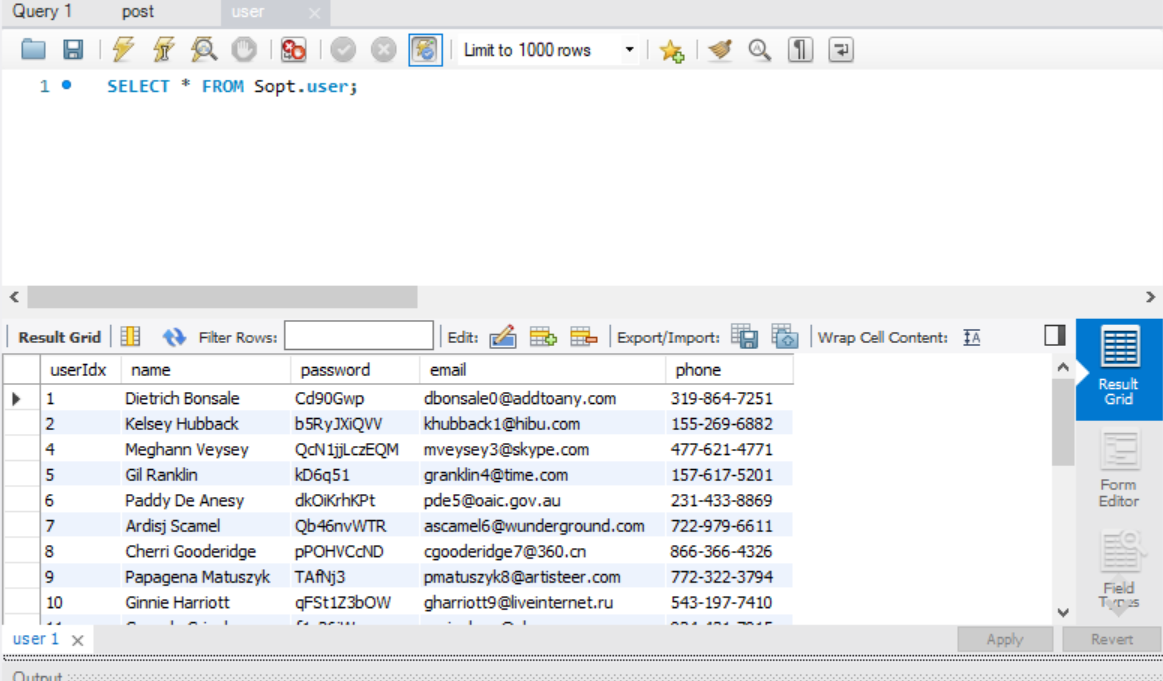 Query 1 post user
Limit to 1000 rows
1 SELECT * FROM Sopt.user;
Result Grid Filter Rows: Edit: Export/Import: Wrap Cell Content:
userIdx name password email phone
1 Dietrich Bonsale Cd90Gwp dbonsale0@addtoany.com 319-864-7251
2 Kelsey Hubback b5RyJXiQVV khubback1@hibu.com 155-269-6882
4 Meghann Veysey QcN1jjLczEQM mveysey3@skype.com 477-621-4771
5 Gil Ranklin kD6q51 granklin4@time.com 157-617-5201
6 Paddy De Anesy dkOiKrhKPt pde5@oaic.gov.au 231-433-8869
7 Ardisj Scamel Qb46nvWTR ascamel6@wunderground.com 722-979-6611
8 Cherri Gooderidge pPOHVCcND cgooderidge7@360.cn 866-366-4326
9 Papagena Matuszyk TAfNj3 pmatuszyk8@artisteer.com 772-322-3794
10 Ginnie Harriott qFSt1Z3bOW gharriott9@liveinternet.ru 543-197-7410
Result
Grid
Form
Editor
Field
Types
user 1 Apply Revert
Output